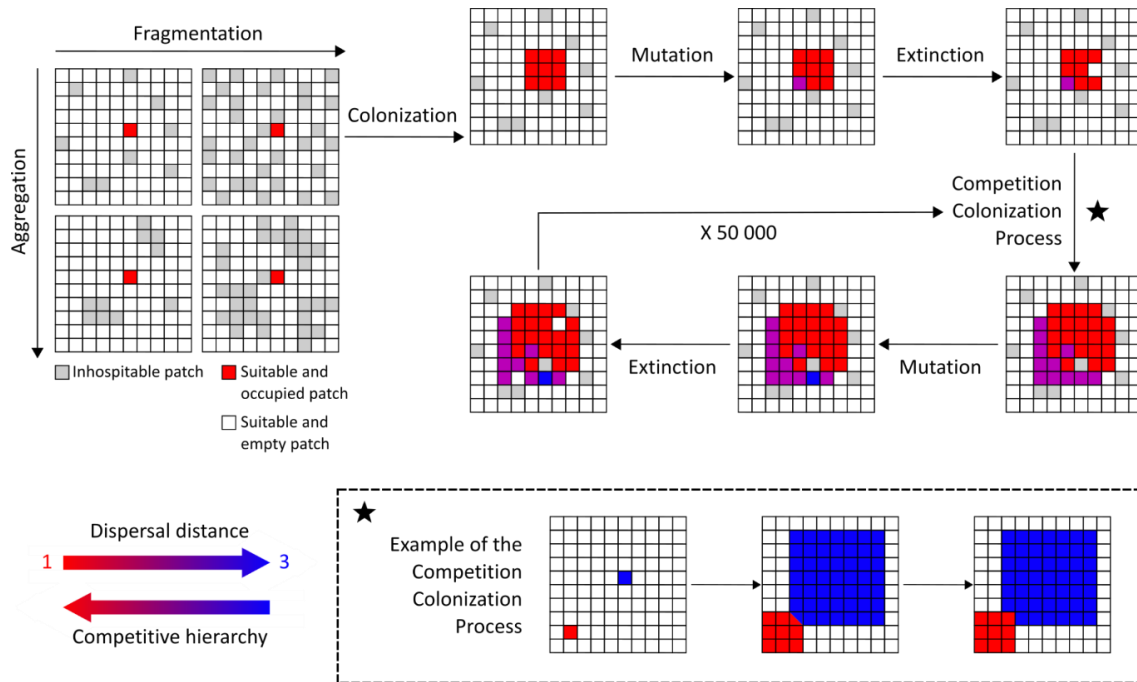 Fragmentation
Aggregation
Colonization
Mutation
Extinction
Competition
Colonization
Process
X 50 000
Extinction
Mutation
Inhospitable patch
Suitable and
occupied patch
Suitable and
empty patch
Dispersal distance
1
3
Competitive hierarchy
Example of the
Competition
Colonization
Process